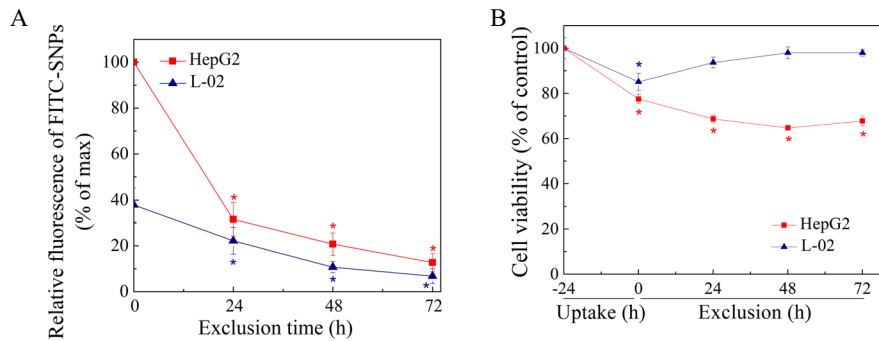 A
Relative fluorescence of FITC-SNPs
(% of max)
100
80
60
40
20
0
HepG2
L-02
*
*
*
*
*
*
0 24 48 72
Exclusion time (h)
B
Cell viability (% of control)
100
80
60
40
20
0
*
*
*
*
*
HepG2
L-02
-24 0 24 48 72
Uptake (h) Exclusion (h)